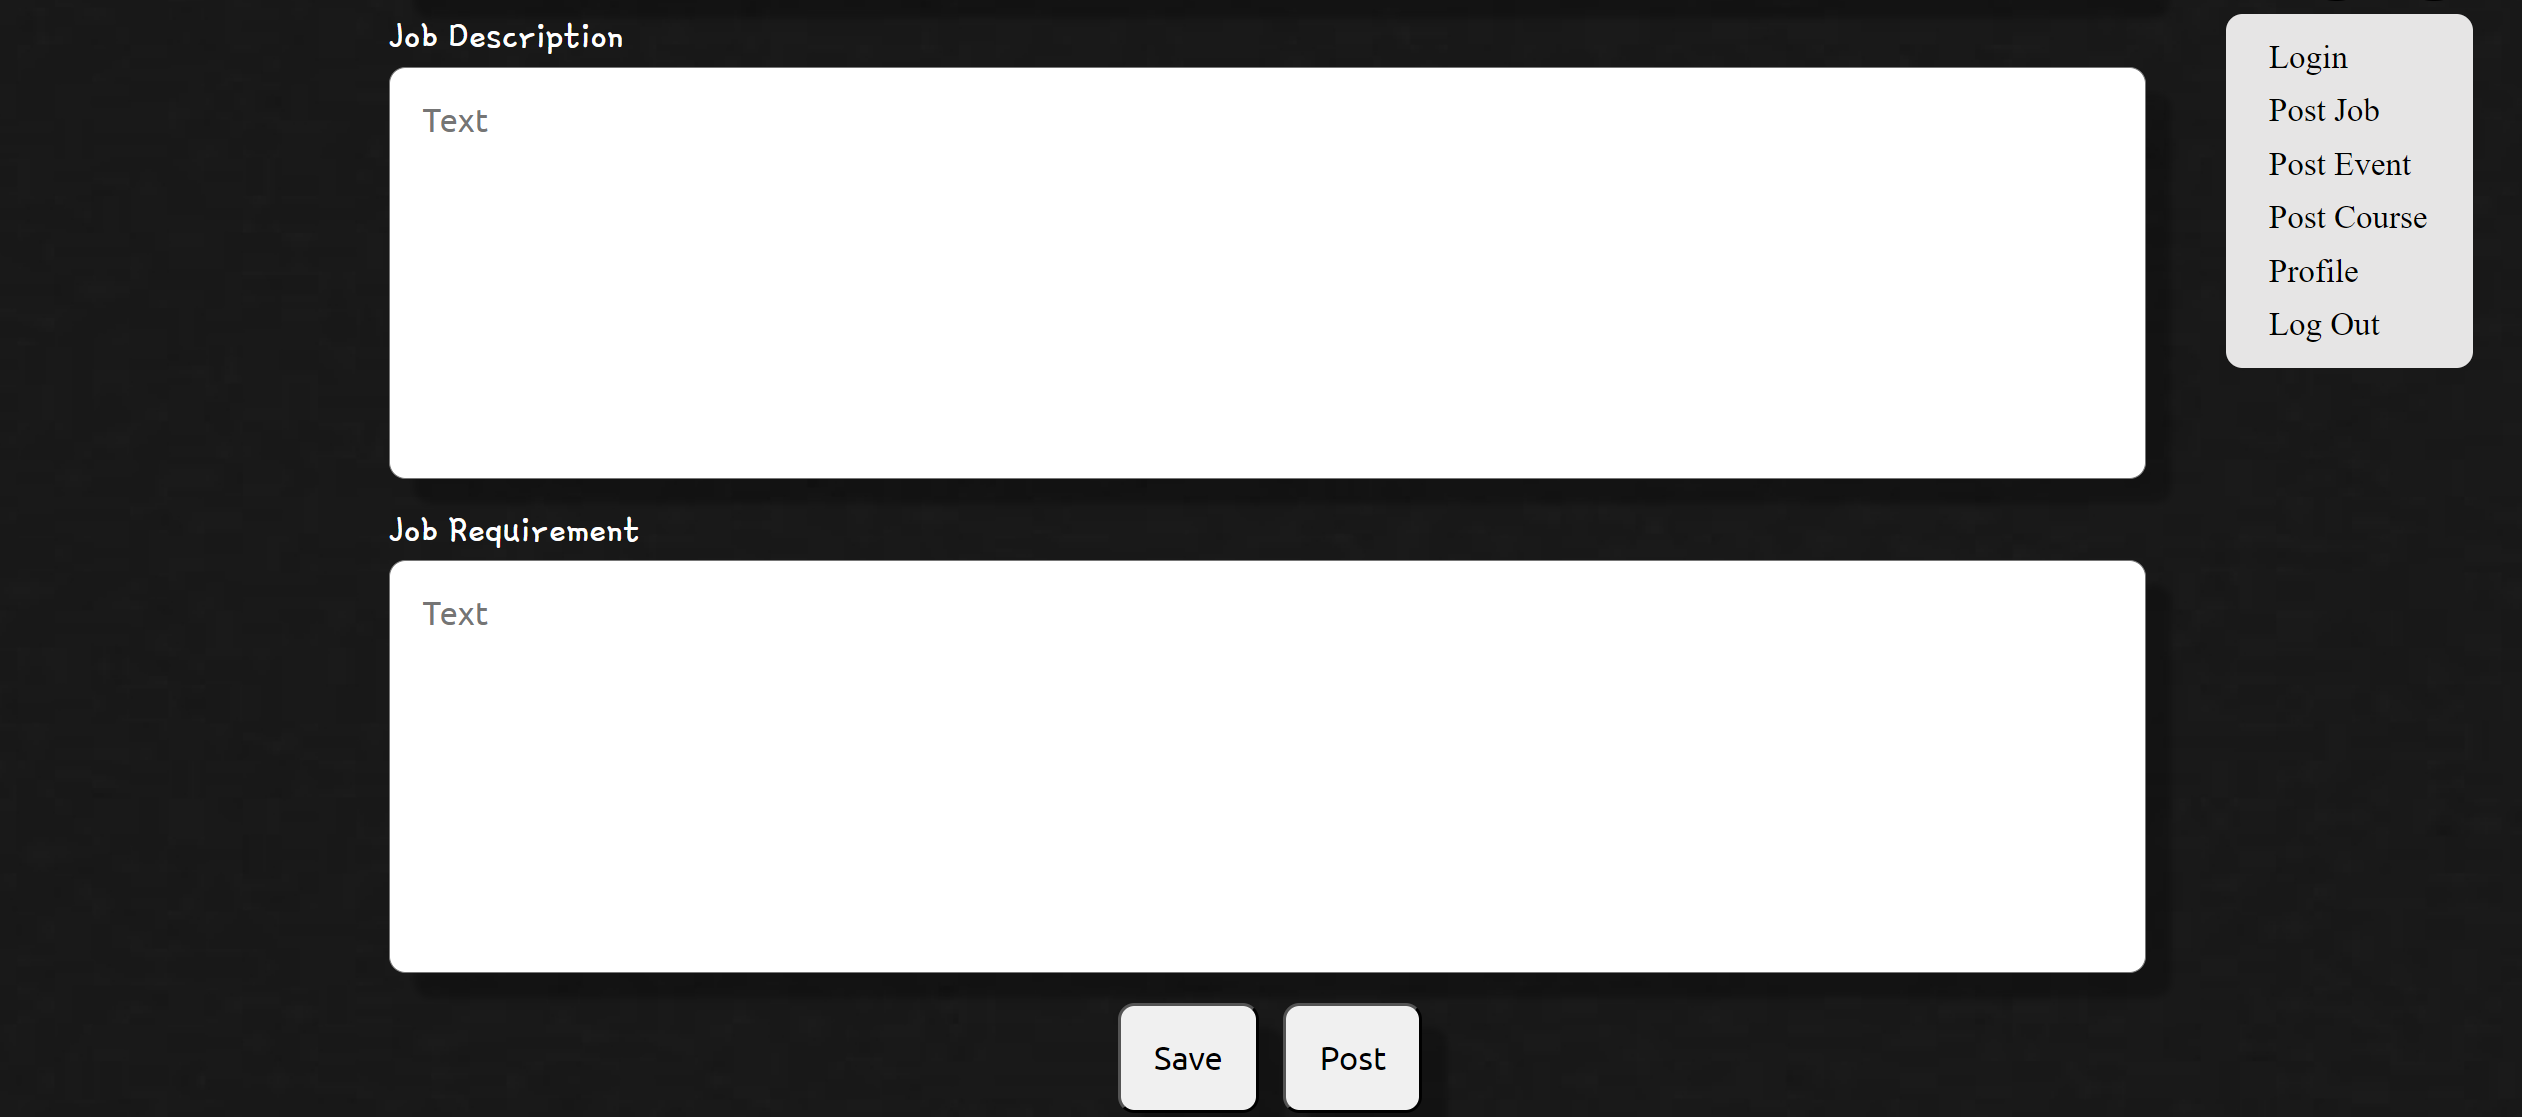 Job Description
Text
Job Requirement
Text
Save
Post
Login
Post Job
Post Event
Post Course
Profile
Log Out